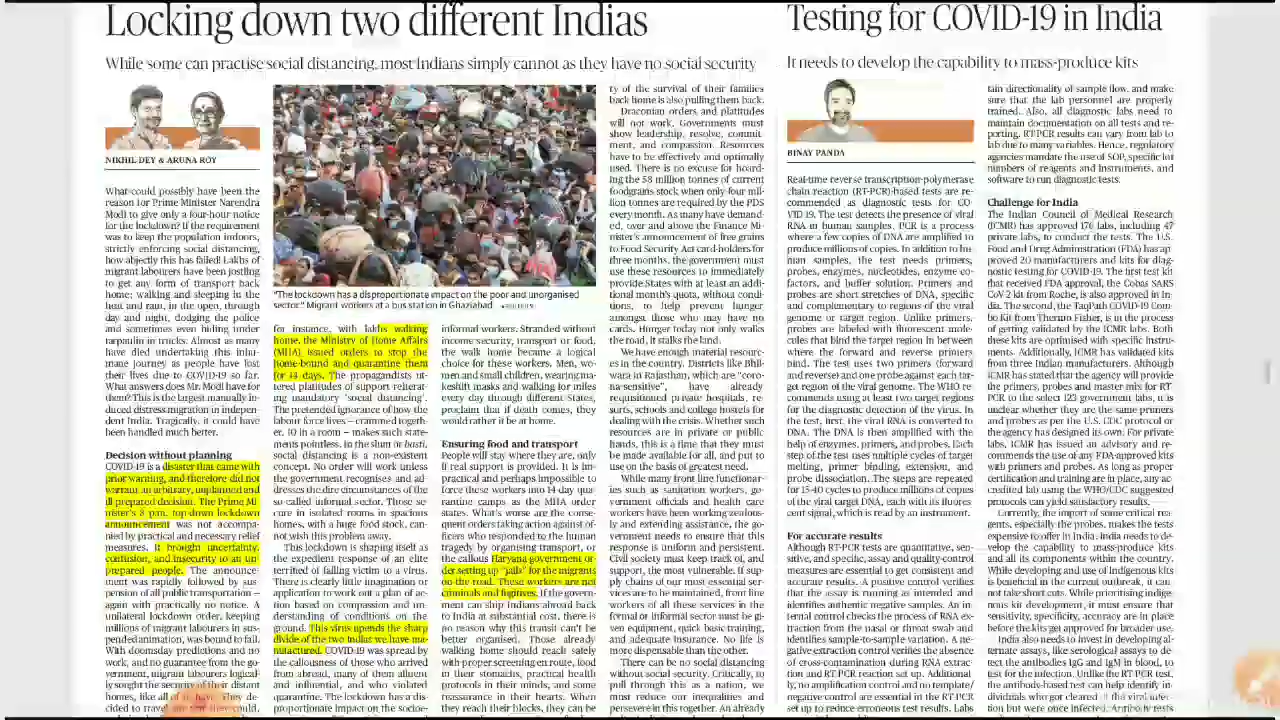 Locking down two different Indias
While some can practise social distancing, most Indians simply cannot as they have no social security
NIKHIL DEY & ARUNA ROY
What could possibly have been the
reason for Prime Minister Narendra
Modi to give only a four-hour notice
for the lockdown? If the requirement
was to keep the population indoors,
strictly enforcing social distancing,
how abjectly this has failed! Lakhs of
migrant labourers have been jostling
to get any form of transport back
home; walking and sleeping in the
heat and rain, in the open, through
day and night, dodging the police
and sometimes even hiding under
tarpaulin in trucks. Almost as many
have died undertaking this inhu-
mane journey as people have lost
their lives due to COVID-19 so far.
What answers does Mr. Modi have for
them? This is the largest manually in-
duced distress migration in indepen-
dent India. Tragically, it could have
been handled much better.
Decision without planning
COVID-19 is a disaster that came with
prior warning, and therefore did not
warrant an arbitrary, unplanned and
ill-prepared decision. The Prime Mi-
nister's 8 p.m. top-down lockdown
announcement was not accompa-
nied by practical and necessary relief
measures. It brought uncertainty,
confusion, and insecurity to an un-
prepared people. The announce-
ment was rapidly followed by sus-
pension of all public transportation –
again with practically no notice. A
unilateral lockdown order, keeping
millions of migrant labourers in sus-
pended animation, was bound to fail.
With doomsday predictions and no
work, and no guarantee from the go-
vernment, migrant labourers logical-
ly sought the security of their distant
homes, like all of us have. They de-
cided to travel
"The lockdown has a disproportionate impact on the poor and unorganised
sector." Migrant workers at a bus station in Ghaziabad
for instance, with lakhs walking
home, the Ministry of Home Affairs
(MHA) issued orders to stop the
home-bound and quarantine them
for 14 days. The propagandists ut-
tered platitudes of support reiterat-
ing mandatory 'social distancing'.
The pretended ignorance of how the
labour force lives – crammed togeth-
er, 10 in a room – makes such state-
ments pointless. In the slum or basti,
social distancing is a non-existent
concept. No order will work unless
the government recognises and ad-
dresses the circumstances of the
so-called informal sector. Those se-
cure in isolated rooms in spacious
homes, with a huge food stock, can-
not wish this problem away.
This lockdown is shaping itself as
the expedient response of an elite
terrified of falling victim to a virus.
There is clearly little imagination or
application to work out a plan of ac-
tion based on compassion and un-
derstanding of conditions on the
ground. This virus upends the sharp
divide of the two Indias we have ma-
nufactured. COVID-19 was spread by
the callousness of those who arrived
from abroad, many of them affluent
and influential, and who violated
quarantine. The lockdown has a dis-
proportionate impact on the socio-
informal workers. Stranded without
income security, transport or food,
the walk home became a logical
choice for these workers. Men, wo-
men and small children, wearing ma-
keshift masks and walking for miles
every day through different States,
proclaim that if death comes, they
would rather it be at home.
Ensuring food and transport
People will stay where they are, only
if real support is provided. It is im-
practical and perhaps impossible to
force these workers into 14-day qua-
rantine camps as the MHA order
states. What's worse are the conse-
quent orders taking action against of-
ficers who responded to the human
tragedy by organising transport, or
the callous Haryana government or-
der setting up "jails" for the migrants
on the road. These workers are not
criminals and fugitives. If the govern-
ment can ship Indians abroad back
to India at substantial cost, there is
no reason why this transit can't be
better organised. Those already
walking home should reach safely
with proper screening en route, food
in their stomachs, practical health
protocols in their minds, and some
reassurance in their hearts. When
they reach their blocks, they can be
ty of the survival of their families
back home is also pulling them back.
Draconian orders and platitudes
will not work. Governments must
show leadership, resolve, commit-
ment, and compassion. Resources
have to be effectively and optimally
used. There is no excuse for hoard-
ing the 58 million tonnes of current
foodgrains stock when only four mil-
lion tonnes are required by the PDS
every month. As many have demand-
ed, over and above the Finance Mi-
nister's announcement of free grains
to Food Security Act card-holders for
three months, the government must
use these resources to immediately
provide States with at least an addi-
tional month's quota, without condi-
tions, to help prevent hunger
amongst those who may have no
cards. Hunger today not only walks
the road, it stalks the land.
We have enough material resourc-
es in the country. Districts like Bhil-
wara in Rajasthan, which are "coro-
na-sensitive", have already
requisitioned private hospitals, re-
sorts, schools and college hostels for
dealing with the crisis. Whether such
resources are in private or public
hands, this is a time that they must
be made available for all, and put to
use on the basis of greatest need.
While many front line functionar-
ies such as sanitation workers, go-
vernment officials and health care
workers have been working zealous-
ly and extending assistance, the go-
vernment needs to ensure that this
response is uniform and persistent.
Civil society must keep track of, and
support, the most vulnerable. If sup-
ply chains of our most essential ser-
vices are to be maintained, front line
workers of all these services in the
formal or informal sector must be gi-
ven equipment, quick basic training,
and adequate insurance. No life is
more dispensable than the other.
There can be no social distancing
without social security. Critically, to
pull through this as a nation, we
must reduce our inequalities and
persevere in this together. An already
Testing for COVID-19 in India
It needs to develop the capability to mass-produce kits
BINAY PANDA
Real-time reverse transcription-polymerase
chain reaction (RT-PCR)-based tests are re-
commended as diagnostic tests for CO-
VID-19. The test detects the presence of viral
RNA in human samples. PCR is a process
where a few copies of DNA are amplified to
produce millions of copies. In addition to hu-
man samples, the test needs primers,
probes, enzymes, nucleotides, enzyme co-
factors, and buffer solution. Primers and
probes are short stretches of DNA, specific
and complementary to regions of the viral
genome or target region. Unlike primers,
probes are labeled with fluorescent mole-
cules that bind the target region in between
where the forward and reverse primers
bind. The test uses two primers (forward
and reverse) and one probe against each tar-
get region of the viral genome. The WHO re-
commends using at least two target regions
for the diagnostic detection of the virus. In
the test, first, the viral RNA is converted to
DNA. The DNA is then amplified with the
help of enzymes, primers, and probes. Each
step of the test uses multiple cycles of target
melting, primer binding, extension, and
probe dissociation. The steps are repeated
for 15-40 cycles to produce millions of copies
of the viral target DNA, each with its fluores-
cent signal, which is read by an instrument.
For accurate results
Although RT-PCR tests are quantitative, sen-
sitive, and specific, assay and quality-control
measures are essential to get consistent and
accurate results. A positive control verifies
that the assay is running as intended and
identifies authentic negative samples. An in-
ternal control checks the process of RNA ex-
traction from the nasal or throat swab and
identifies sample-to-sample variation. A ne-
gative extraction control verifies the absence
of cross-contamination during RNA extrac-
tion and RT-PCR reaction set up. Additional-
ly, no amplification control and no template/
negative control are essential in the RT-PCR
set up to reduce erroneous test results. Labs
tain directionality of sample flow, and make
sure that the lab personnel are properly
trained. Also, all diagnostic labs need to
maintain documentation on all tests and re-
porting. RT-PCR results can vary from lab to
lab due to many variables. Hence, regulatory
agencies mandate the use of SOP, specific lot
numbers of reagents and instruments, and
software to run diagnostic tests.
Challenge for India
The Indian Council of Medical Research
(ICMR) has approved 176 labs, including 47
private labs, to conduct the tests. The U.S.
Food and Drug Administration (FDA) has ap-
proved 20 manufacturers and kits for diag-
nostic testing for COVID-19. The first test kit
that received FDA approval, the Cobas SARS-
CoV-2 kit from Roche, is also approved in In-
dia. The second, the TaqPath COVID-19 Com-
bo Kit from Thermo Fisher, is in the process
of getting validated by the ICMR labs. Both
these kits are optimised with specific instru-
ments. Additionally, ICMR has validated kits
from three Indian manufacturers. Although
ICMR has stated that the agency will provide
the primers, probes and master mix for RT-
PCR to the select 123 government labs, it is
unclear whether they are the same primers
and probes as per the U.S. CDC protocol or
the agency has designed its own. For private
labs, ICMR has issued an advisory and re-
commends the use of any FDA-approved kits
with primers and probes. As long as proper
certification and training are in place, any ac-
credited lab using the WHO/CDC suggested
protocols can yield satisfactory results.
Currently, the import of some critical rea-
gents, especially the probes, makes the tests
expensive to offer in India. India needs to de-
velop the capability to mass-produce kits
and all its components within the country.
While developing and use of indigenous kits
is beneficial in the current outbreak, it can-
not take short cuts. While prioritising indige-
nous kit development, it must ensure that
sensitivity, specificity, accuracy are in place
before the kits get approved for broader use.
India also needs to invest in developing al-
ternate assays, like serological assays to de-
tect the antibodies IgG and IgM in blood, to
test for the infection. Unlike the RT-PCR test,
the antibody-based test can help identify in-
dividuals who got cleared of the viral infec-
tion but were once infected. Antibody tests